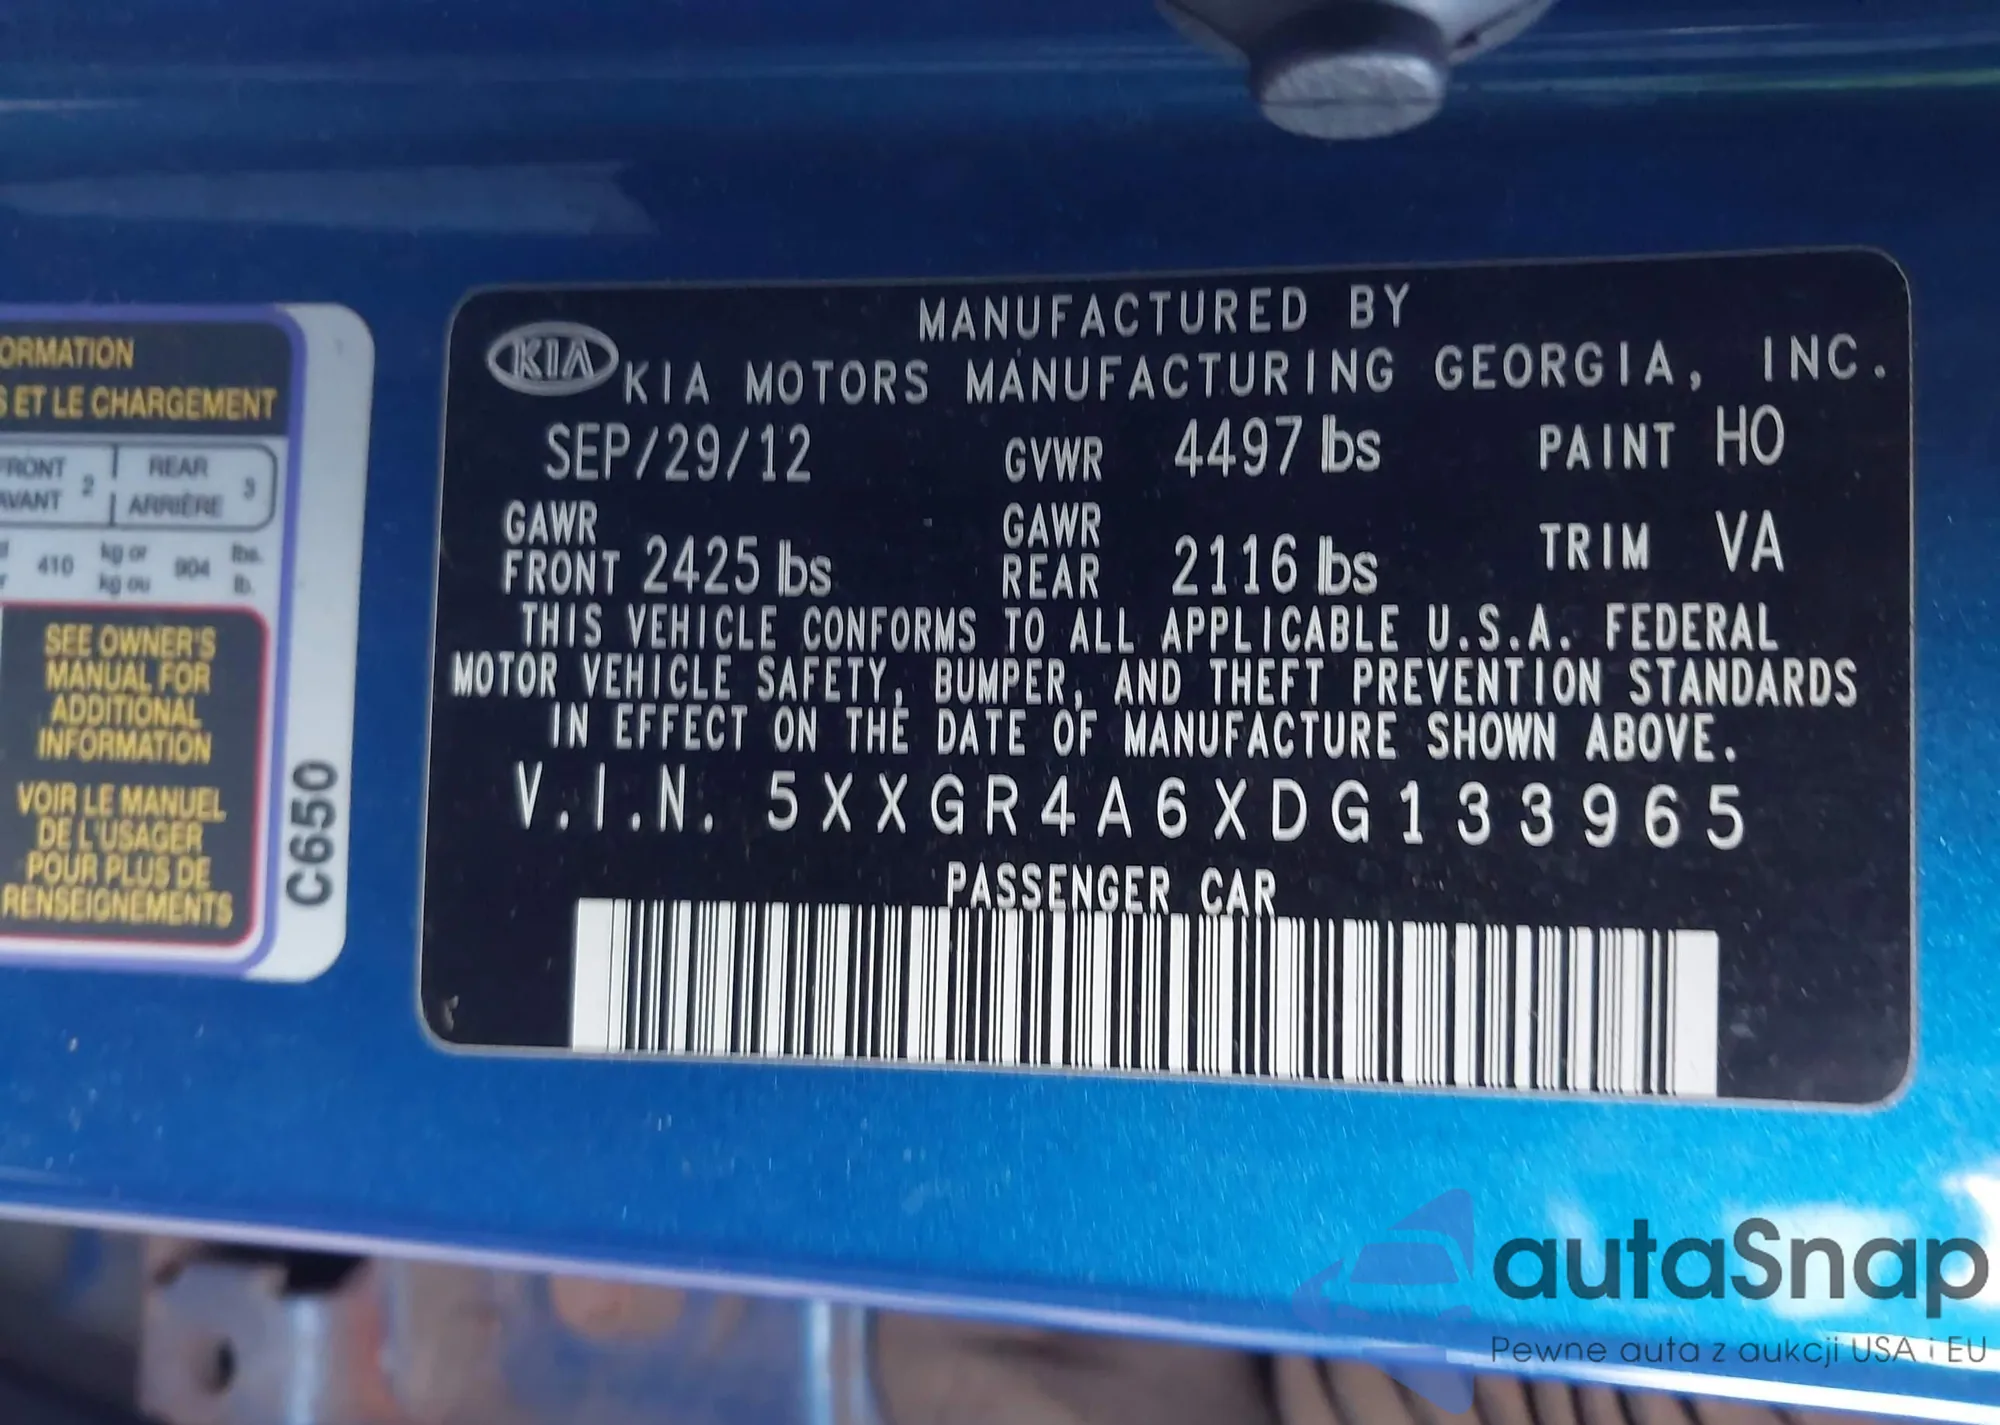 ORMATION
S ET LE CHARGEMENT
FRONT 2 REAR 3
AVANT ARRIÈRE
410 kg or 904 lbs.
kg ou lb.
SEE OWNER'S
MANUAL FOR
ADDITIONAL
INFORMATION
VOIR LE MANUEL
DE L'USAGER
POUR PLUS DE
RENSEIGNEMENTS
C650
MANUFACTURED BY
KIA KIA MOTORS MANUFACTURING GEORGIA, INC.
SEP/29/12 GVWR 4497 lbs PAINT HO
GAWR FRONT 2425 lbs GAWR REAR 2116 lbs TRIM VA
THIS VEHICLE CONFORMS TO ALL APPLICABLE U.S.A. FEDERAL
MOTOR VEHICLE SAFETY, BUMPER, AND THEFT PREVENTION STANDARDS
IN EFFECT ON THE DATE OF MANUFACTURE SHOWN ABOVE.
V.I.N. 5XXGR4A6XDG133965
PASSENGER CAR
autaSnap
Pewne auta z aukcji USA i EU